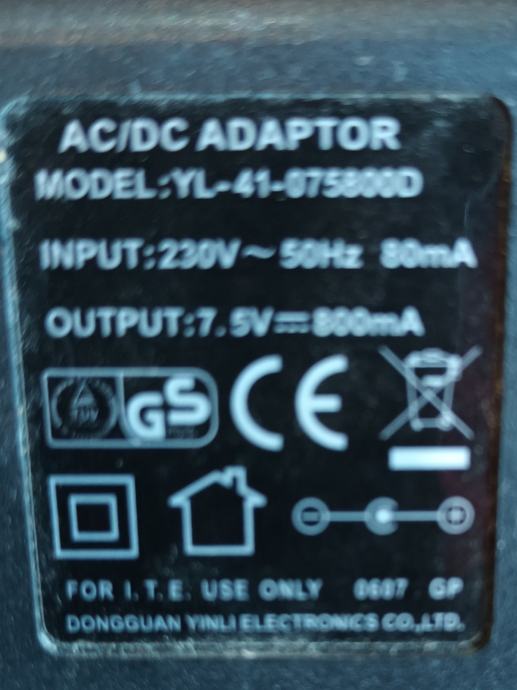 AC/DC ADAPTOR
MODEL:YL-41-075800D
INPUT:230V~50Hz 80mA
OUTPUT:7.5V⎓800mA
GS
CE
FOR I.T.E. USE ONLY 0607 GP
DONGGUAN YINLI ELECTRONICS CO.,LTD.